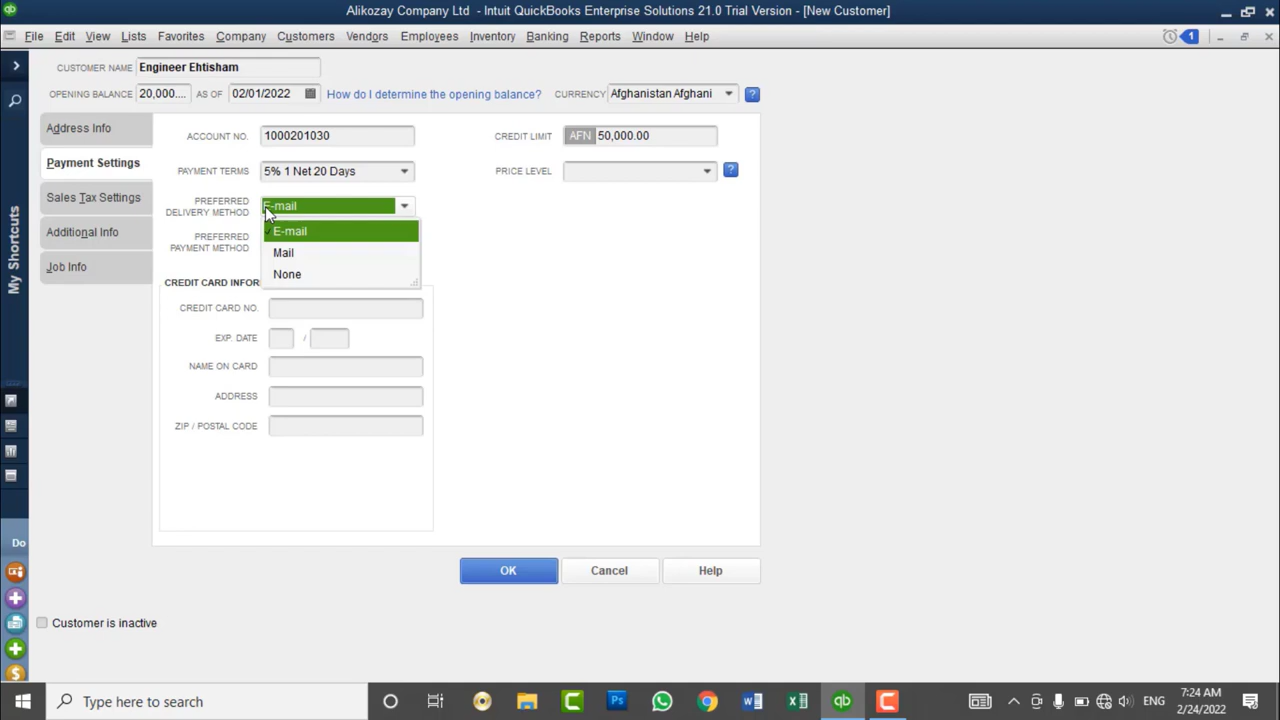 Alikozay Company Ltd - Intuit QuickBooks Enterprise Solutions 21.0 Trial Version - [New Customer]
File Edit View Lists Favorites Company Customers Vendors Employees Inventory Banking Reports Window Help 1
CUSTOMER NAME Engineer Ehtisham
OPENING BALANCE 20,000.... AS OF 02/01/2022 How do I determine the opening balance? CURRENCY Afghanistan Afghani ?
Address Info
Payment Settings
Sales Tax Settings
Additional Info
Job Info
ACCOUNT NO. 1000201030 CREDIT LIMIT AFN 50,000.00
PAYMENT TERMS 5% 1 Net 20 Days PRICE LEVEL ?
PREFERRED
DELIVERY METHOD E-mail
E-mail
Mail
None
PREFERRED
PAYMENT METHOD
CREDIT CARD INFOR
CREDIT CARD NO.
EXP. DATE /
NAME ON CARD
ADDRESS
ZIP / POSTAL CODE
OK Cancel Help
Customer is inactive
My Shortcuts
Do
Type here to search
ENG
7:24 AM
2/24/2022